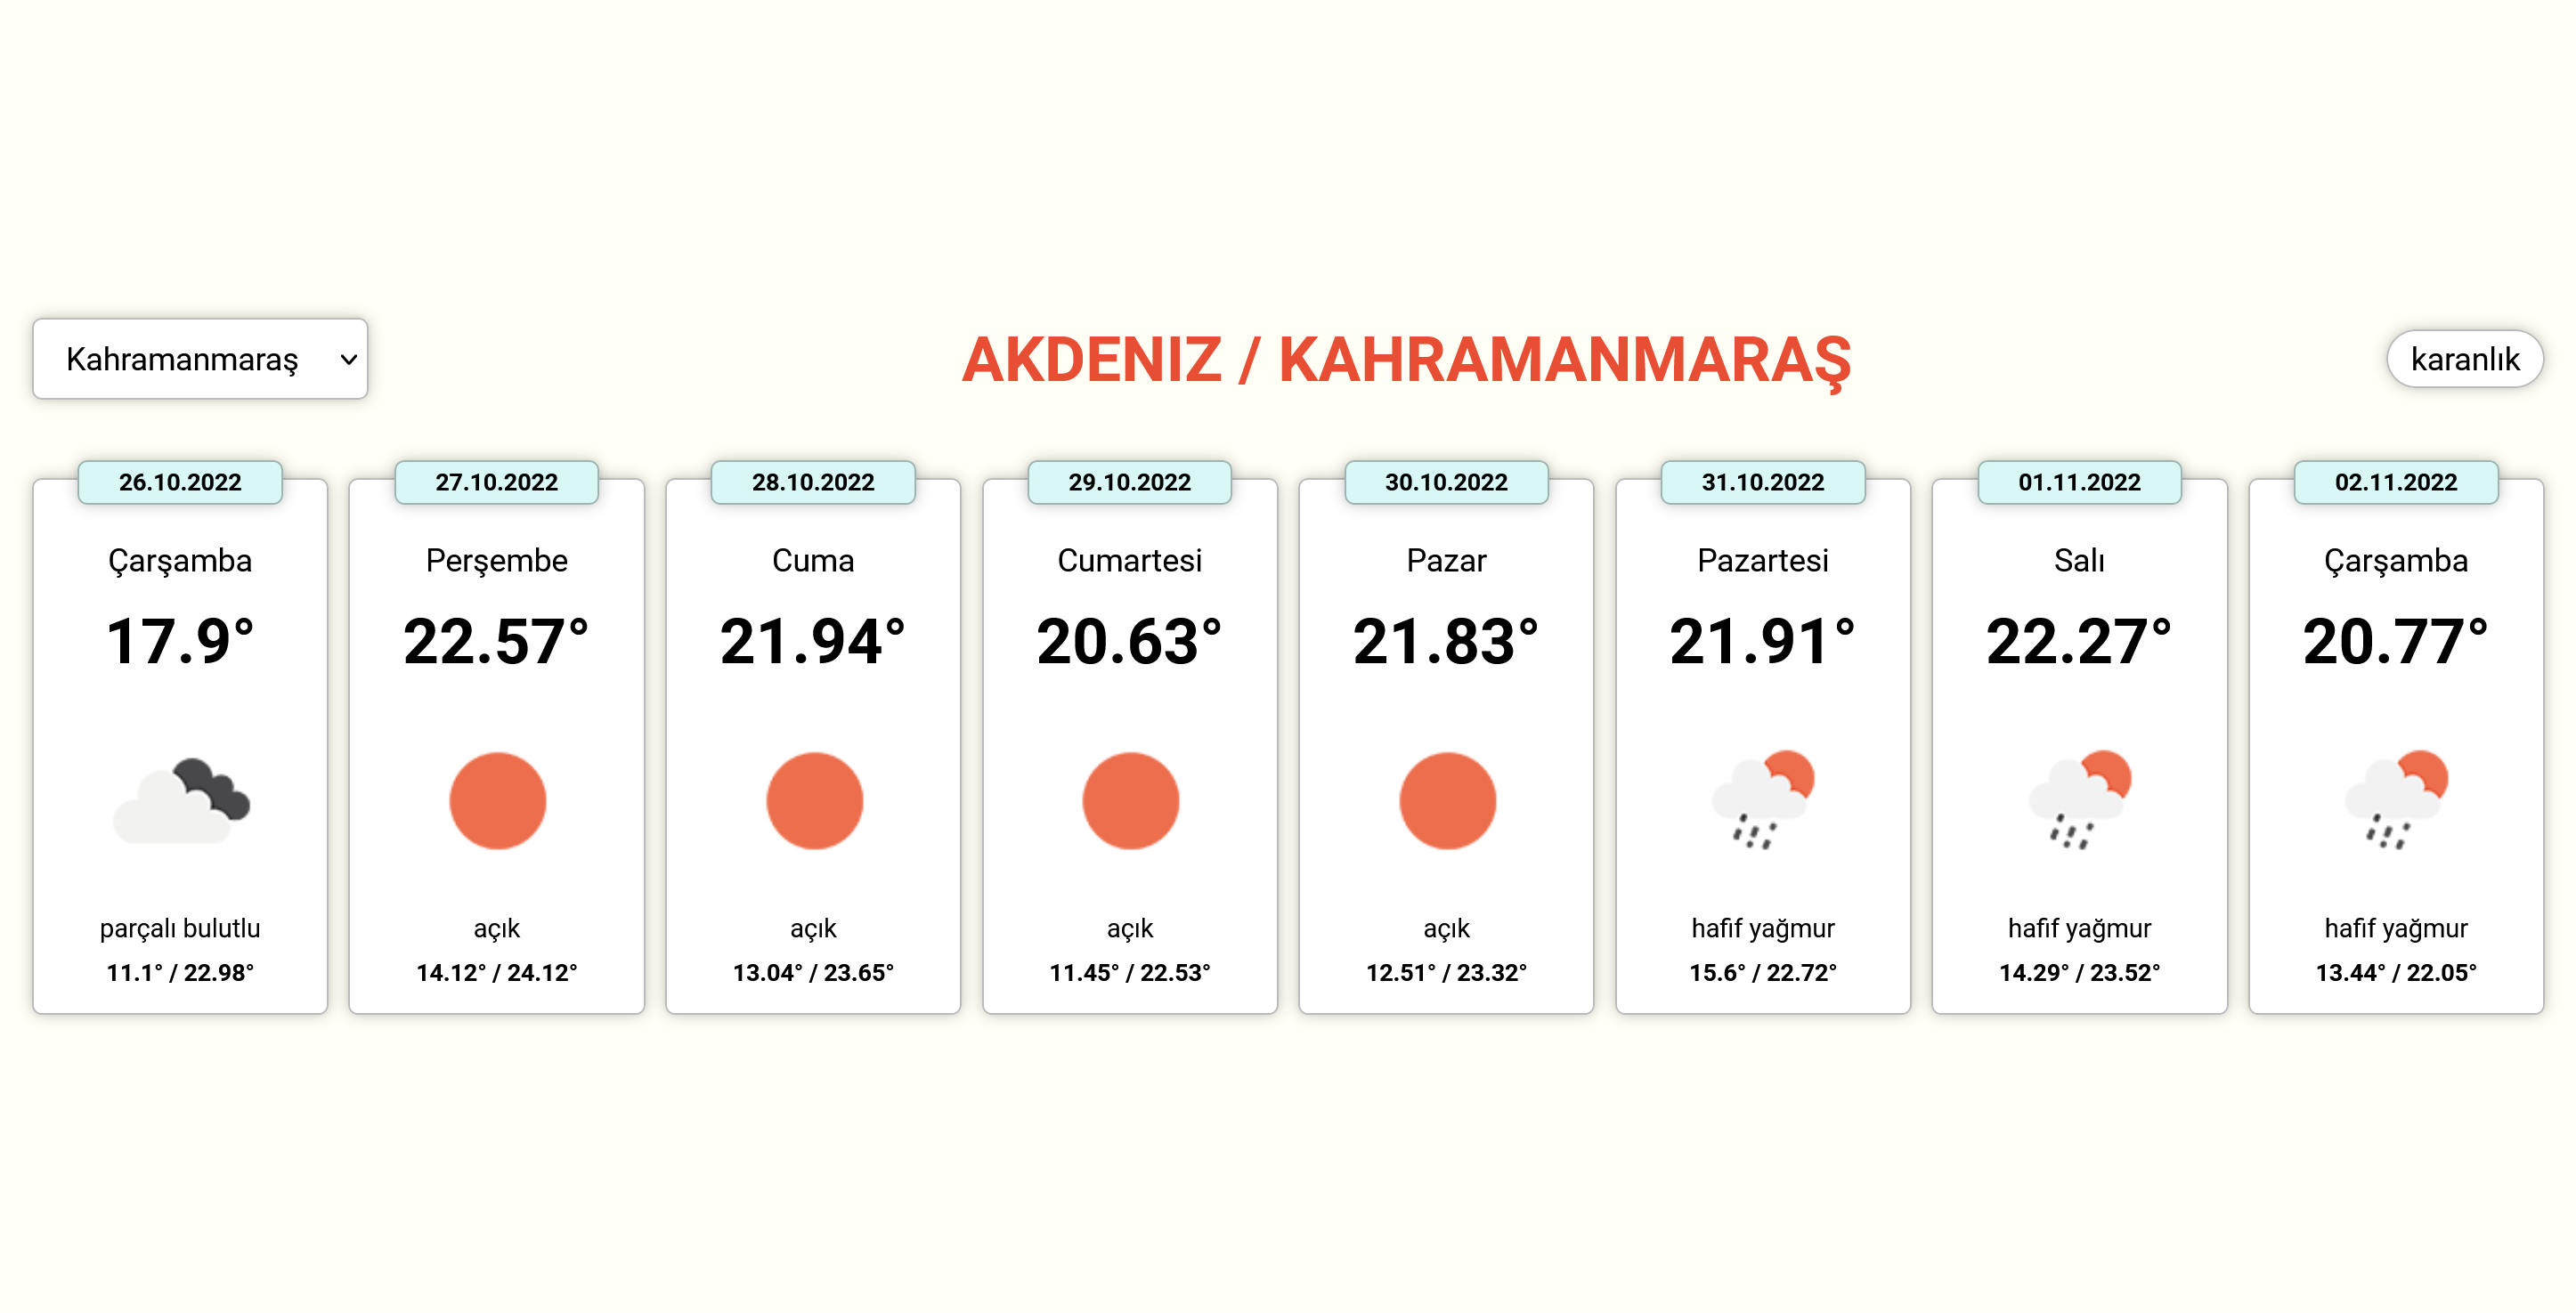 Kahramanmaraş
AKDENIZ / KAHRAMANMARAŞ
karanlık
26.10.2022
Çarşamba
17.9°
parçalı bulutlu
11.1° / 22.98°
27.10.2022
Perşembe
22.57°
açık
14.12° / 24.12°
28.10.2022
Cuma
21.94°
açık
13.04° / 23.65°
29.10.2022
Cumartesi
20.63°
açık
11.45° / 22.53°
30.10.2022
Pazar
21.83°
açık
12.51° / 23.32°
31.10.2022
Pazartesi
21.91°
hafif yağmur
15.6° / 22.72°
01.11.2022
Salı
22.27°
hafif yağmur
14.29° / 23.52°
02.11.2022
Çarşamba
20.77°
hafif yağmur
13.44° / 22.05°